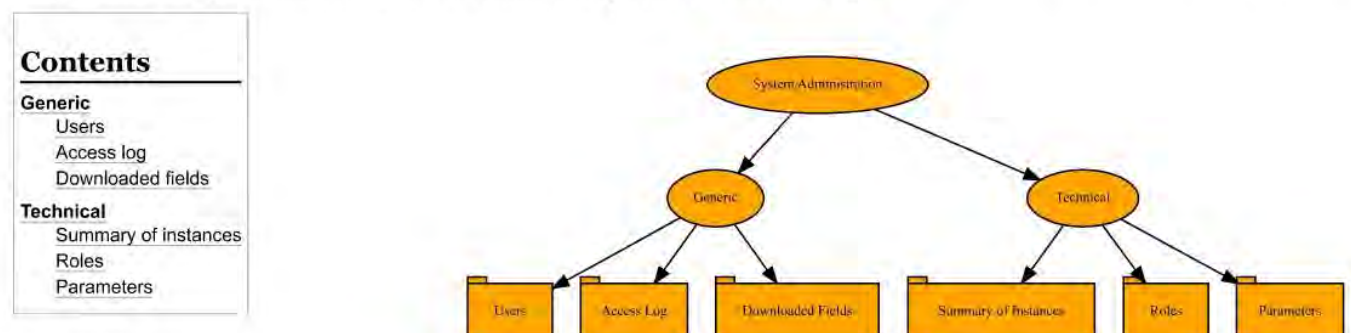 Contents
Generic
Users
Access log
Downloaded fields
Technical
Summary of instances
Roles
Parameters
System Administration
Generic
Technical
Users
Access Log
Downloaded Fields
Summary of Instances
Roles
Parameters